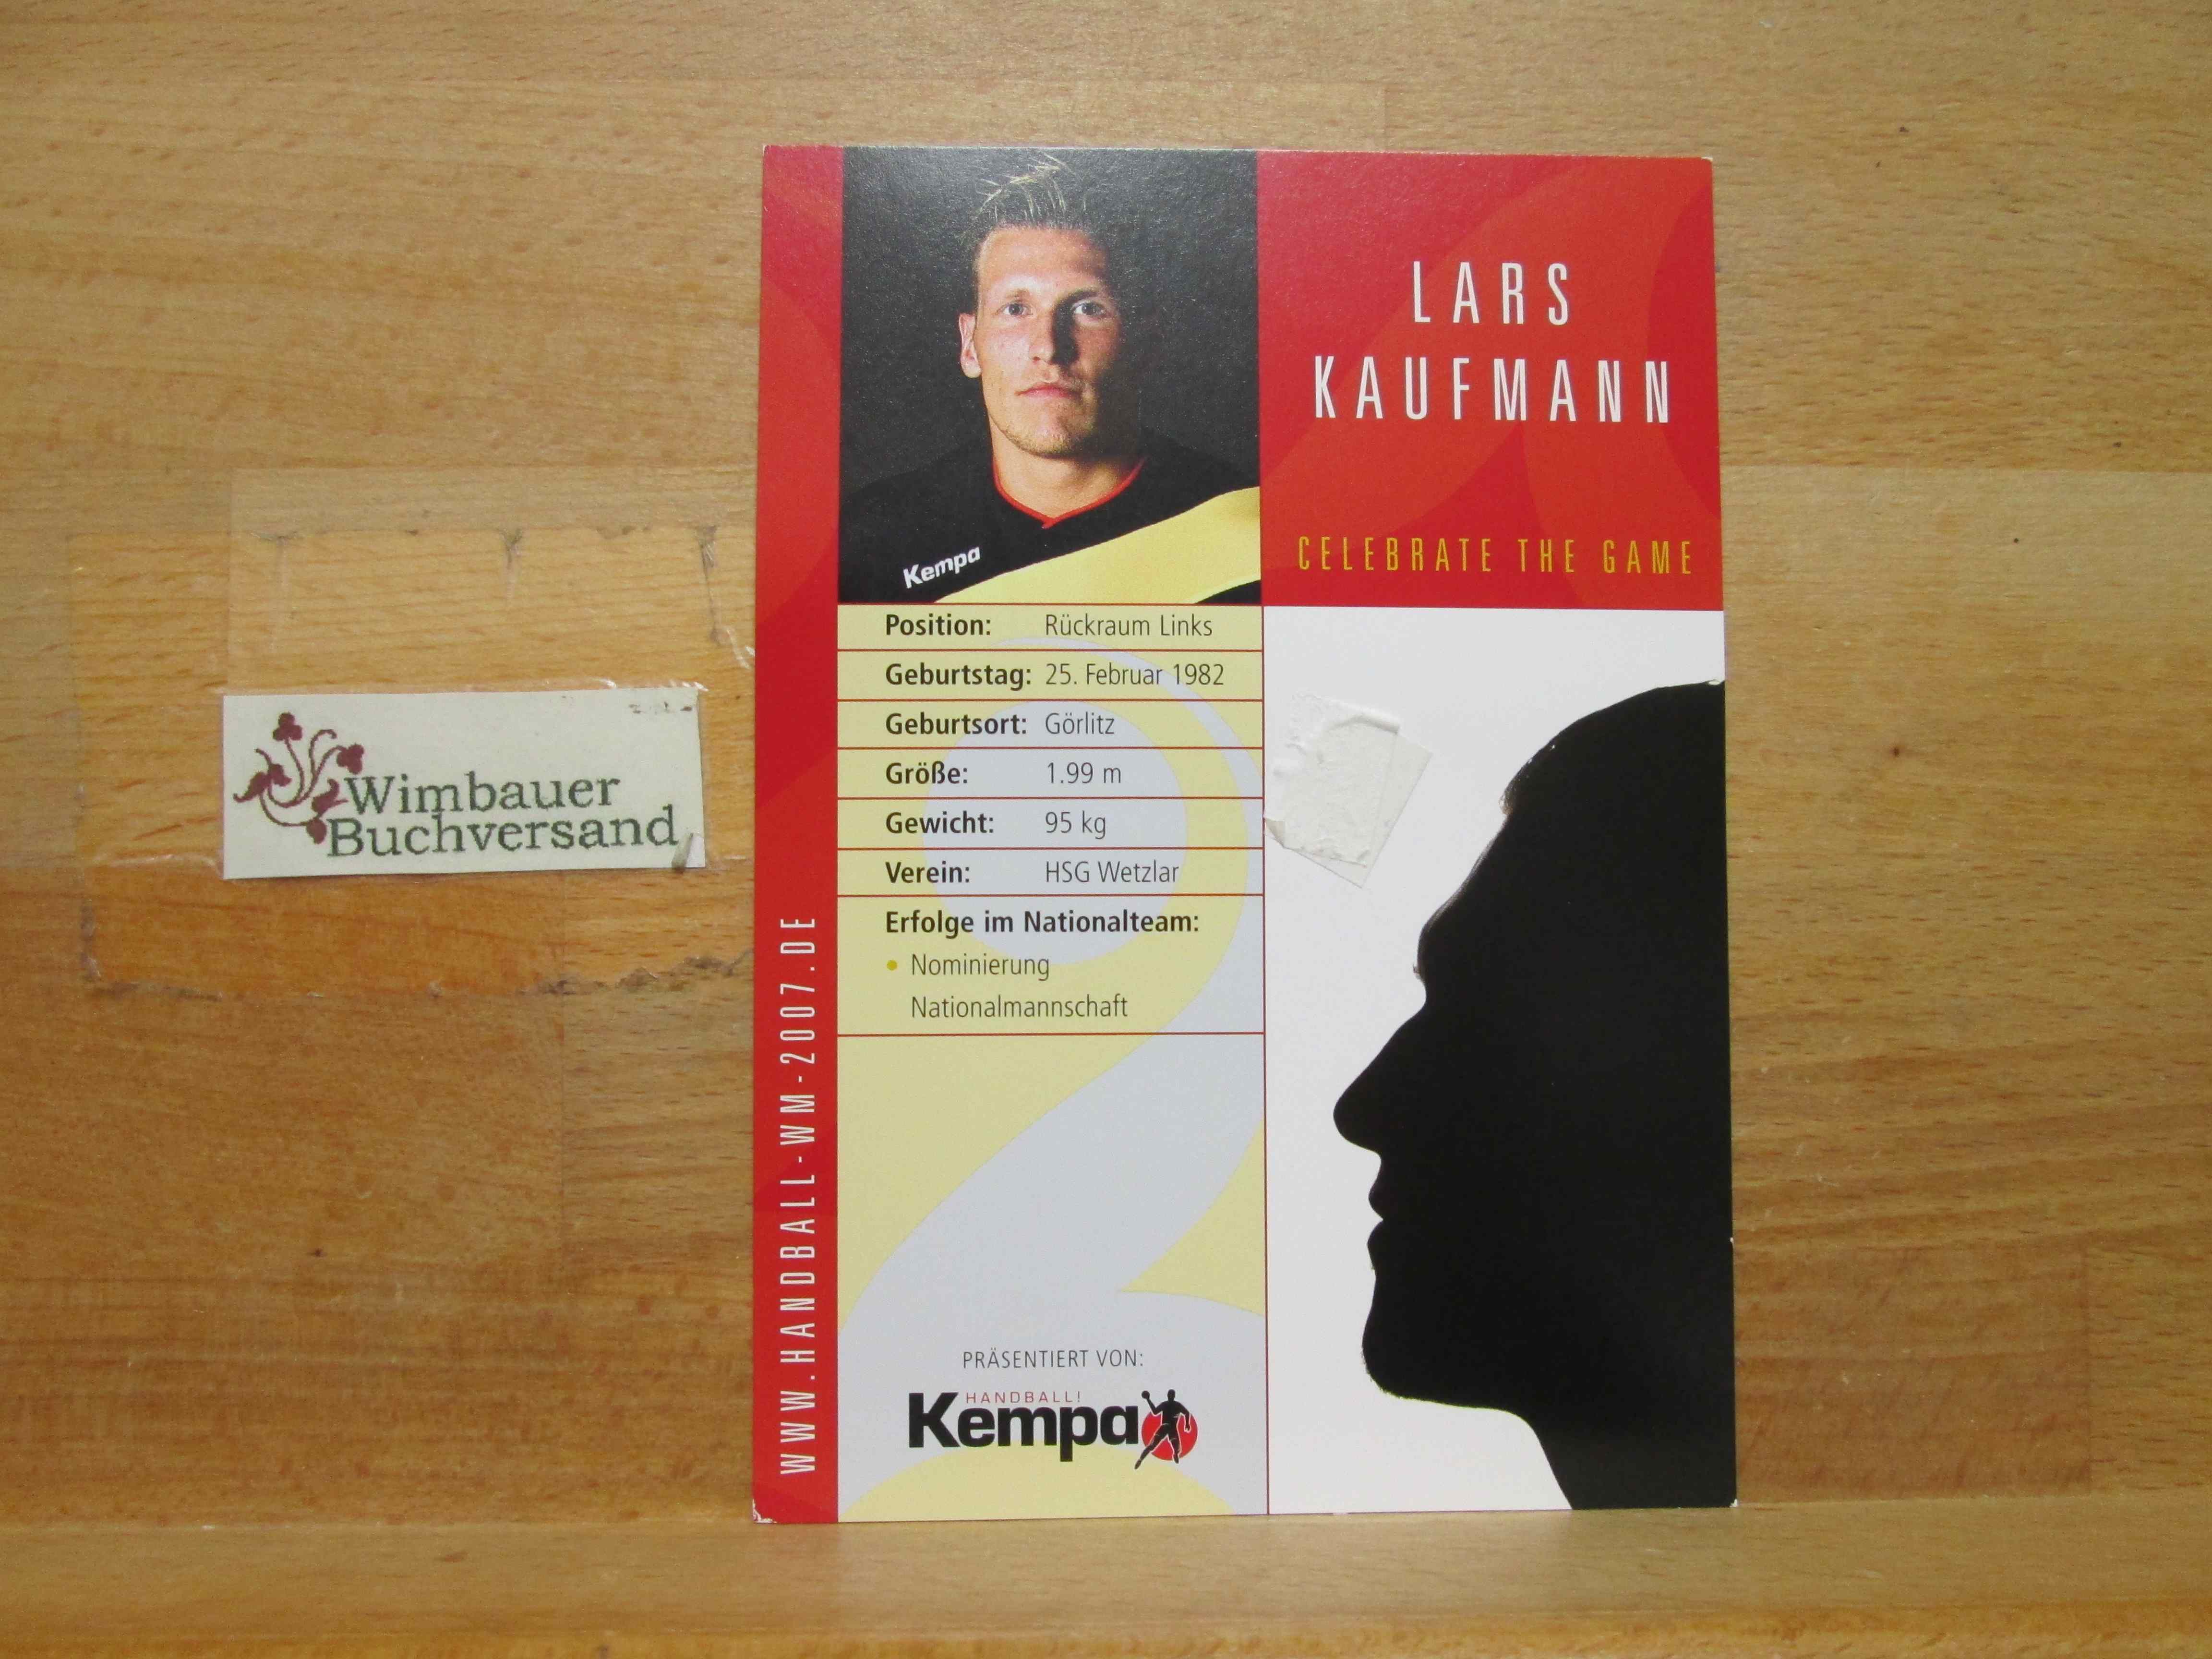 Wimbauer
Buchversand
WWW.HANDBALL-WM-2007.DE
Kempa
LARS
KAUFMANN
CELEBRATE THE GAME
Position: Rückraum Links
Geburtstag: 25. Februar 1982
Geburtsort: Görlitz
Größe: 1.99 m
Gewicht: 95 kg
Verein: HSG Wetzlar
Erfolge im Nationalteam:
• Nominierung
Nationalmannschaft
PRÄSENTIERT VON:
HANDBALL!
Kempa